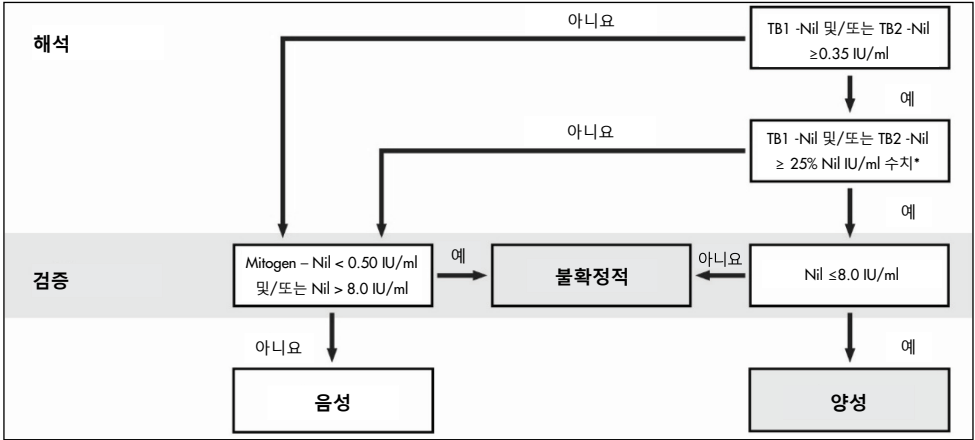 해석
아니요
TB1 -Nil 및/또는 TB2 -Nil
≥0.35 IU/ml
예
아니요
TB1 -Nil 및/또는 TB2 -Nil
≥ 25% Nil IU/ml 수치*
예
검증
Mitogen – Nil < 0.50 IU/ml
및/또는 Nil > 8.0 IU/ml
예
불확정적
아니요
Nil ≤8.0 IU/ml
아니요
예
음성
양성